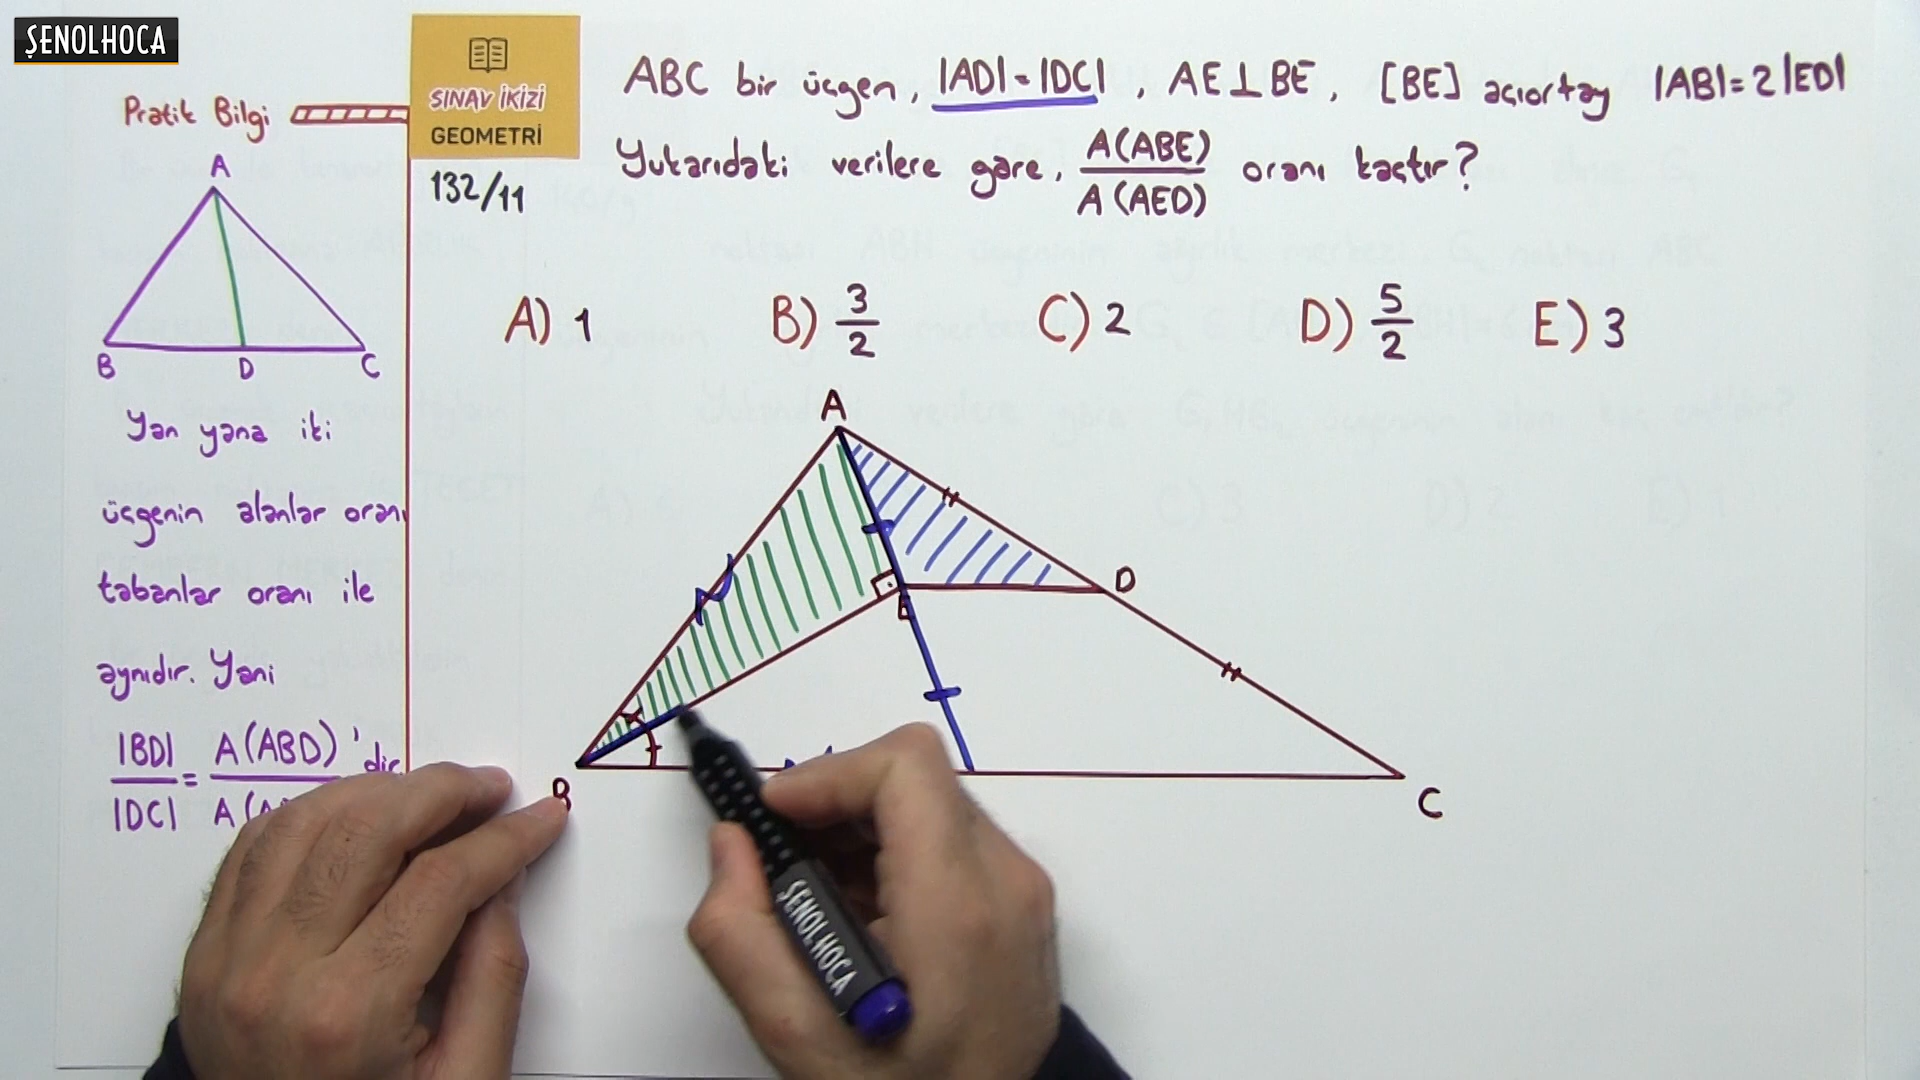 ŞENOLHOCA
Pratik Bilgi
A
B D C
Yan yana iki
üçgenin alanlar oranı
tabanlar oranı ile
aynıdır. Yani
|BD| = A(ABD) 'dir.
|DC| A(A
SINAV İKİZİ
GEOMETRİ
132/11
ABC bir üçgen, |AD| = |DC|, AE⊥BE, [BE] açıortay |AB| = 2|ED|
Yukarıdaki verilere göre, A(ABE) / A(AED) oranı kaçtır?
A) 1 B) 3/2 C) 2 D) 5/2 E) 3
A
D
E
B
C
ŞENOLHOCA